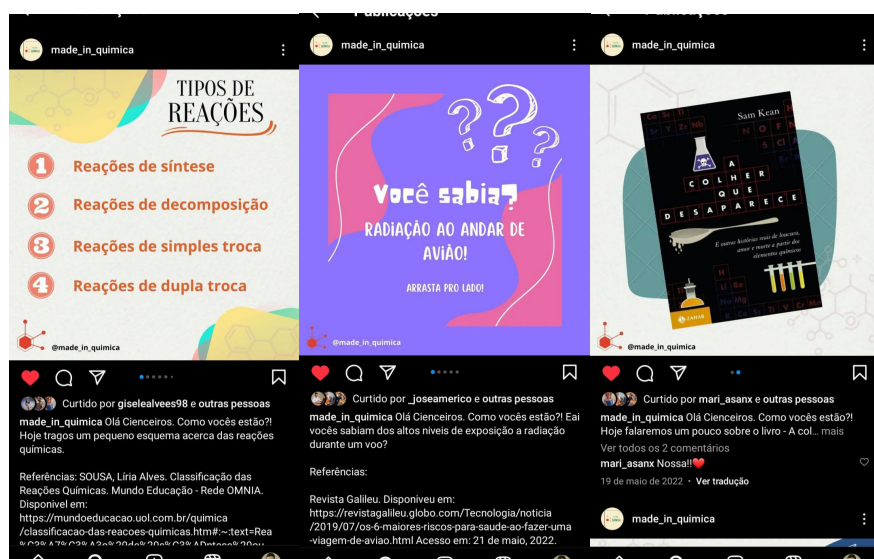 made_in_quimica
TIPOS DE
REAÇÕES
1 Reações de síntese
2 Reações de decomposição
3 Reações de simples troca
4 Reações de dupla troca
@made_in_quimica
Curtido por giselealvees98 e outras pessoas
made_in_quimica Olá Cienceiros. Como vocês estão?!
Hoje tragos um pequeno esquema acerca das reações
químicas.
Referências: SOUSA, Líria Alves. Classificação das
Reações Químicas. Mundo Educação - Rede OMNIA.
Disponivel em:
https://mundoeducacao.uol.com.br/quimica
/classificacao-das-reacoes-quimicas.htm#:~:text=Rea
Publicações
made_in_quimica
???
Você sabia?
RADIAÇÃO AO ANDAR DE
AVIÃO!
ARRASTA PRO LADO!
@made_in_quimica
Curtido por _joseamerico e outras pessoas
made_in_quimica Olá Cienceiros. Como vocês estão?! Eai
vocês sabiam dos altos niveis de exposição a radiação
durante um voo?
Referências:
Revista Galileu. Disponiveu em:
https://revistagalileu.globo.com/Tecnologia/noticia
/2019/07/os-6-maiores-riscos-para-saude-ao-fazer-uma
-viagem-de-aviao.html Acesso em: 21 de maio, 2022.
made_in_quimica
Sam Kean
A
COLHER
QUE
DESAPARECE
E outras histórias reais de loucura,
amor e morte a partir dos
elementos químicos
ZAHAR
@made_in_quimica
Curtido por mari_asanx e outras pessoas
made_in_quimica Olá Cienceiros. Como vocês estão?!
Hoje falaremos um pouco sobre o livro - A col... mais
Ver todos os 2 comentários
mari_asanx Nossa!!❤️
19 de maio de 2022 • Ver tradução
made_in_quimica